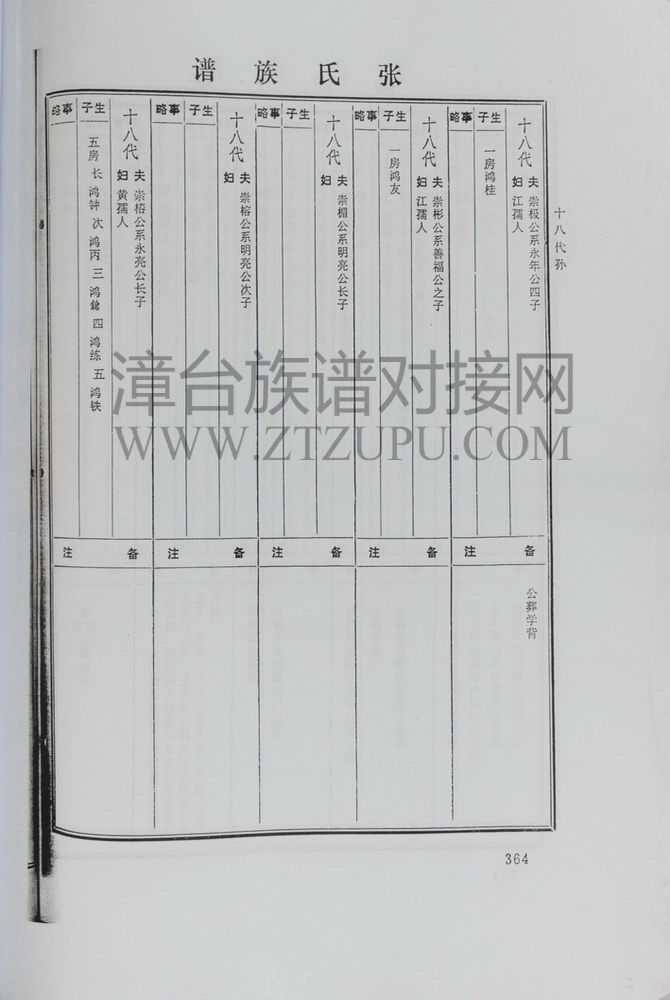 张氏族谱
十八代孙
十八代
夫 崇极公系永年公四子
妇 江孺人
生子
一房鸿桂
事略
备注
公葬学背
十八代
夫 崇彬公系善福公之子
妇 江孺人
生子
一房鸿友
事略
备注
十八代
夫 崇楣公系明亮公长子
妇
生子
事略
备注
十八代
夫 崇榕公系明亮公次子
妇
生子
事略
备注
十八代
夫 崇椿公系永亮公长子
妇 黄孺人
生子
五房 长 鸿钟 次 鸿丙 三 鸿 四 鸿练 五 鸿铁
事略
备注
364
漳台族谱对接网
WWW.ZTZUPU.COM